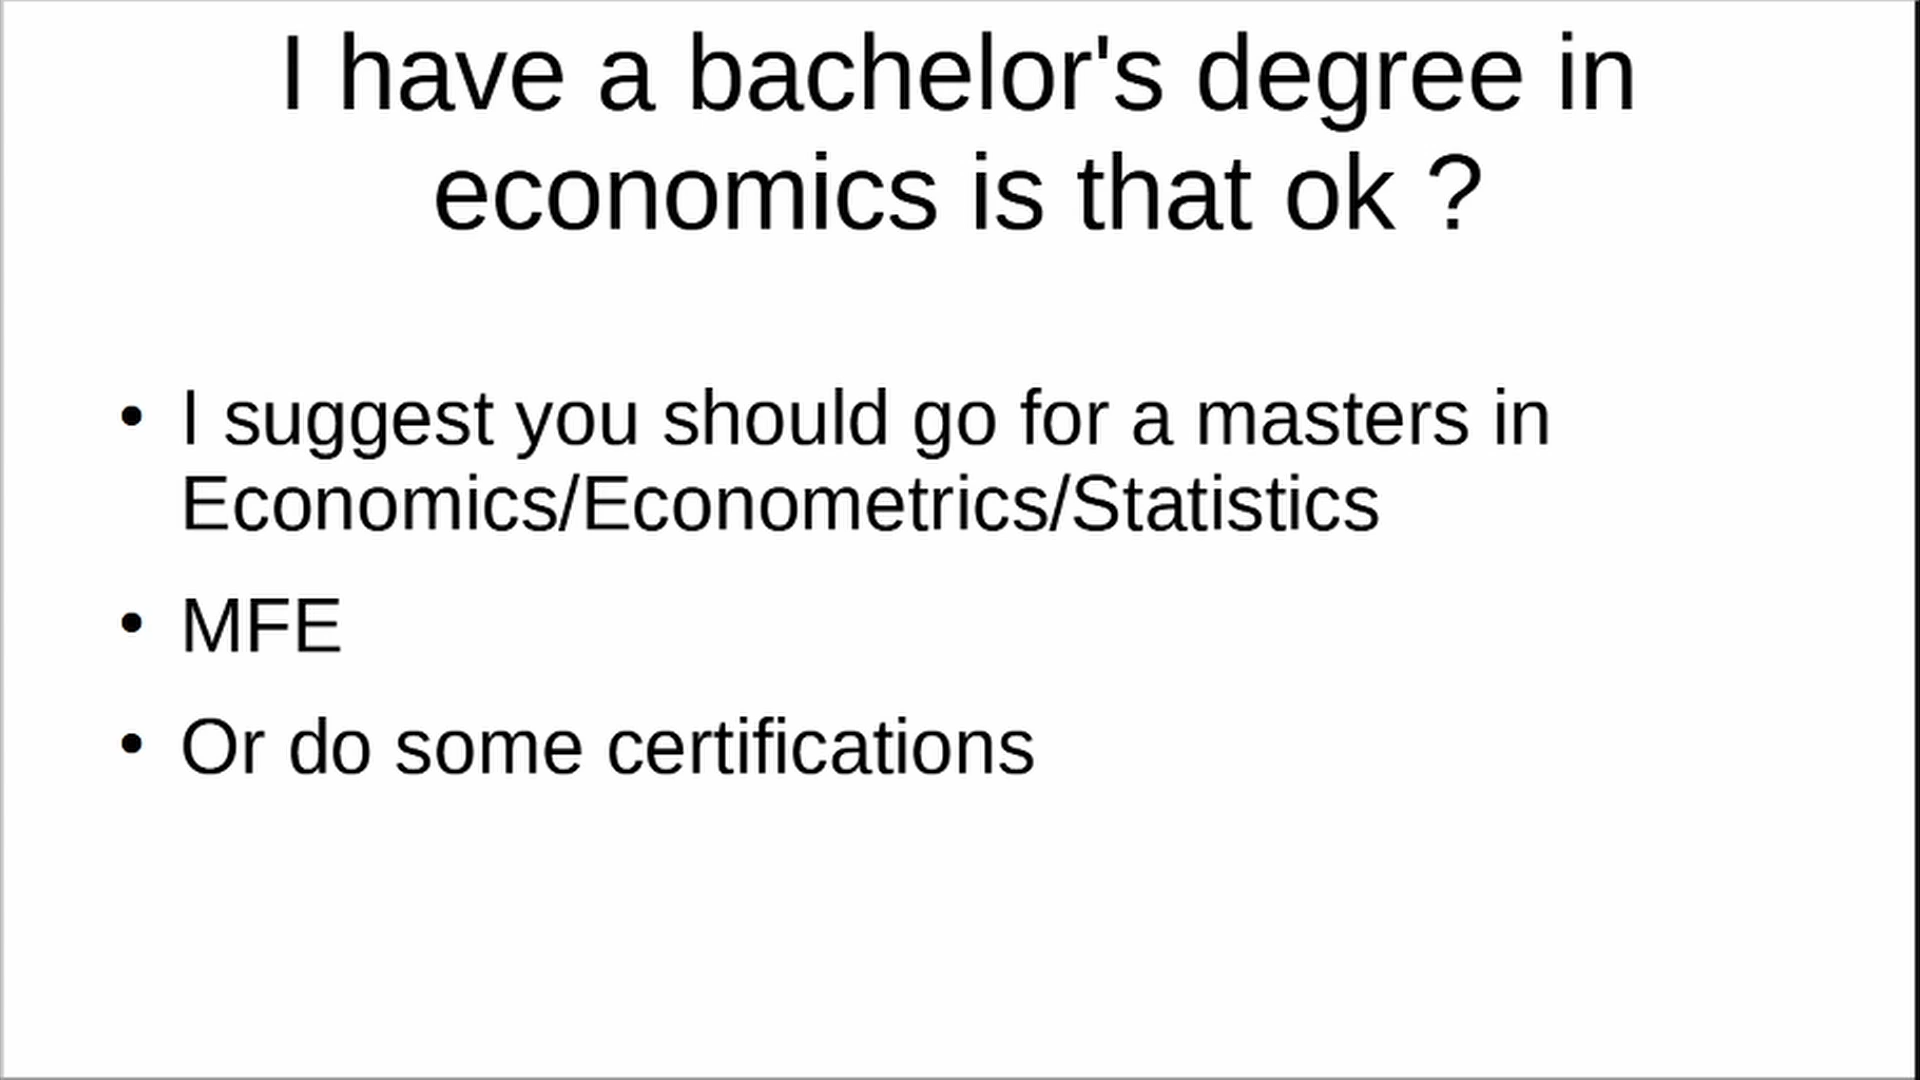 I have a bachelor's degree in
economics is that ok ?
• I suggest you should go for a masters in
Economics/Econometrics/Statistics
• MFE
• Or do some certifications